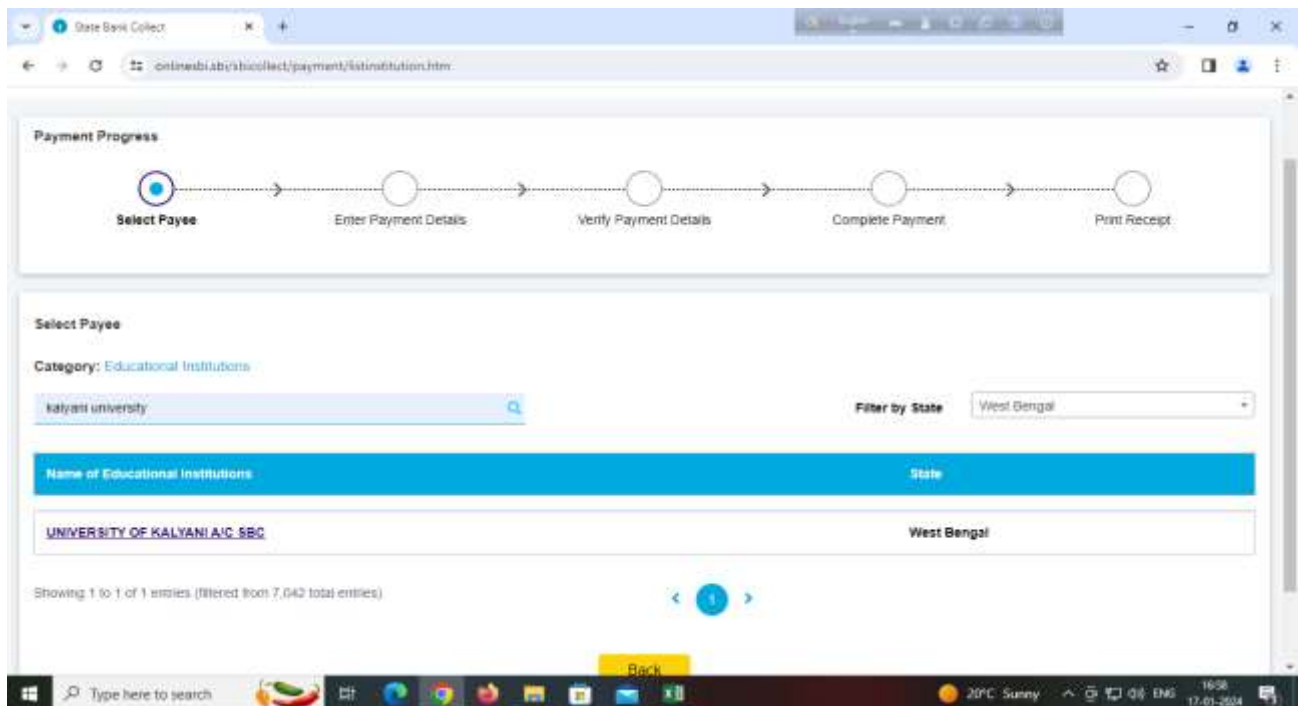 State Bank Collect
onlinesbi.sbi/sbicollect/payment/listinstitution.htm
Payment Progress
Select Payee
Enter Payment Details
Verify Payment Details
Complete Payment
Print Receipt
Select Payee
Category: Educational Institutions
kalyani university
Filter by State
West Bengal
Name of Educational Institutions
State
UNIVERSITY OF KALYANI A/C SBC
West Bengal
Showing 1 to 1 of 1 entries (filtered from 7,042 total entries)
1
Back
Type here to search
20°C Sunny
ENG
16:58
17-01-2024